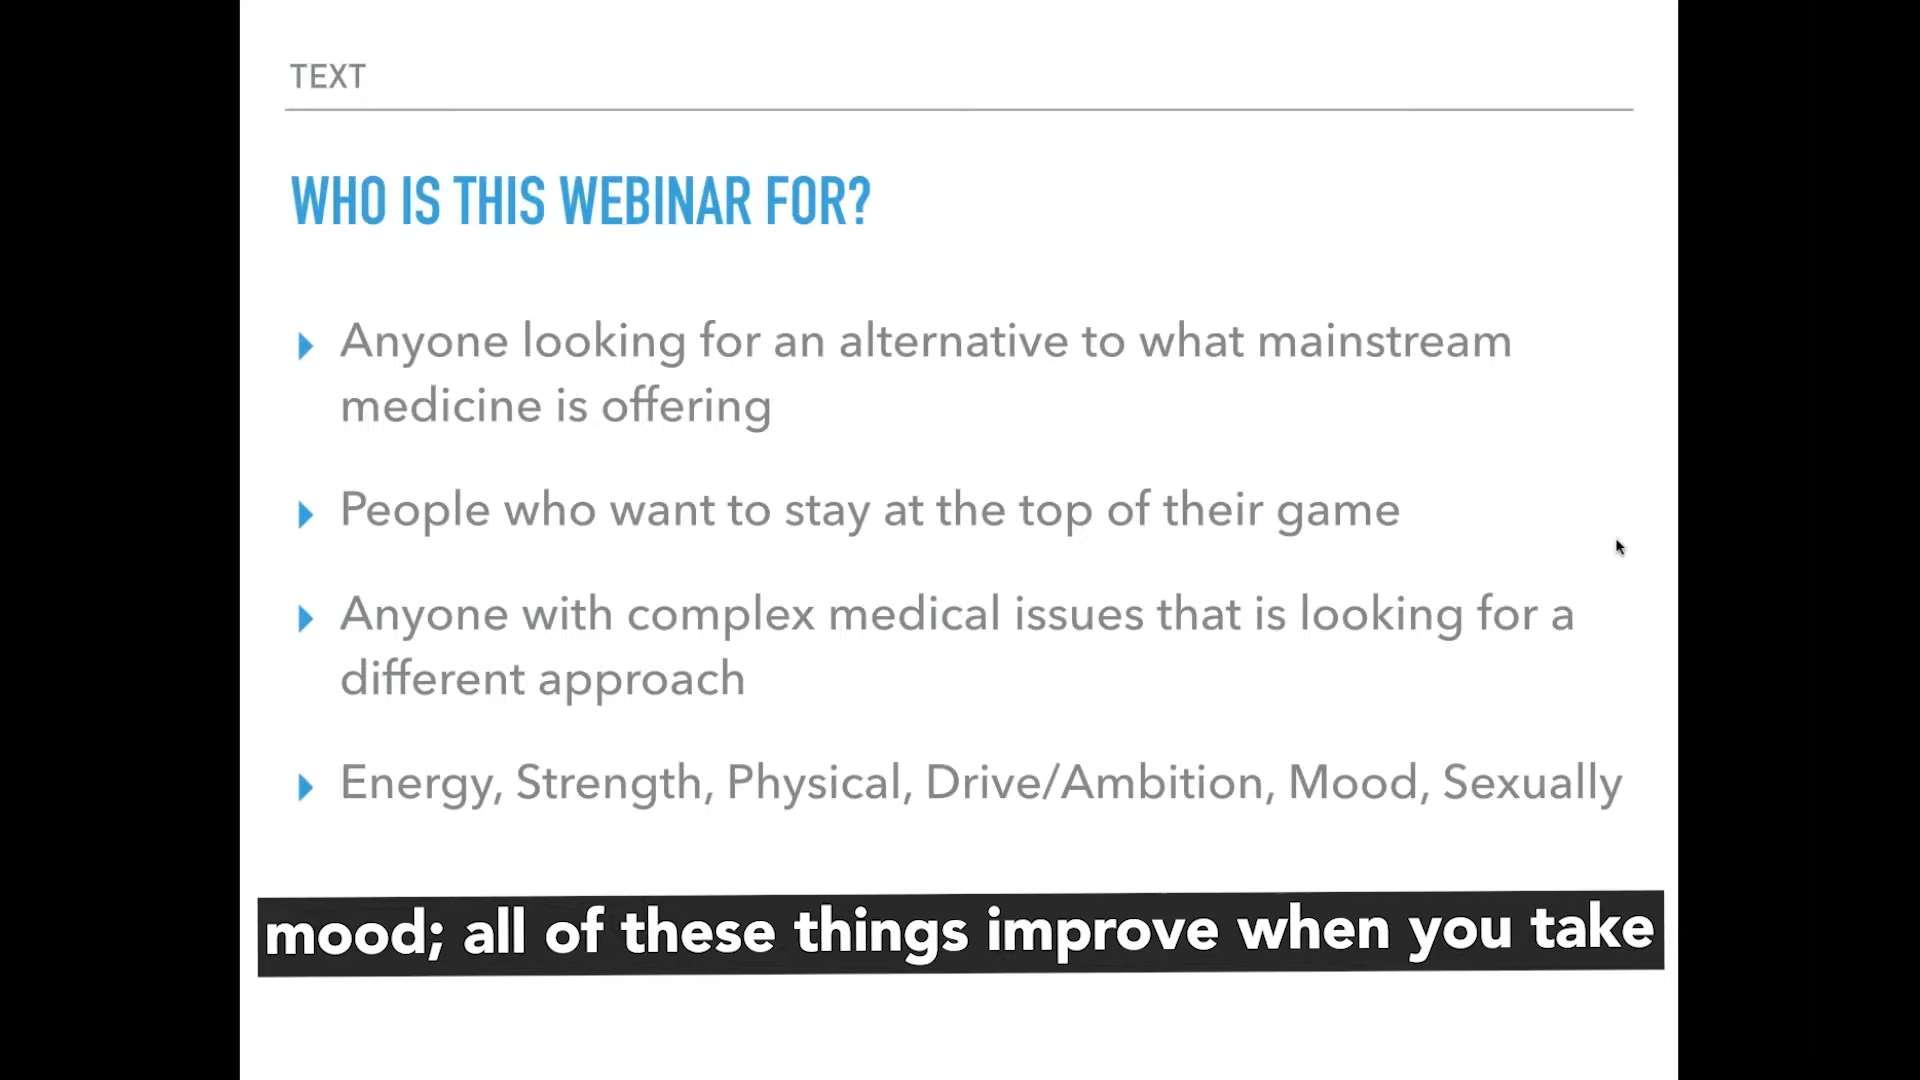 TEXT
WHO IS THIS WEBINAR FOR?
Anyone looking for an alternative to what mainstream
medicine is offering
People who want to stay at the top of their game
Anyone with complex medical issues that is looking for a
different approach
Energy, Strength, Physical, Drive/Ambition, Mood, Sexually
mood; all of these things improve when you take